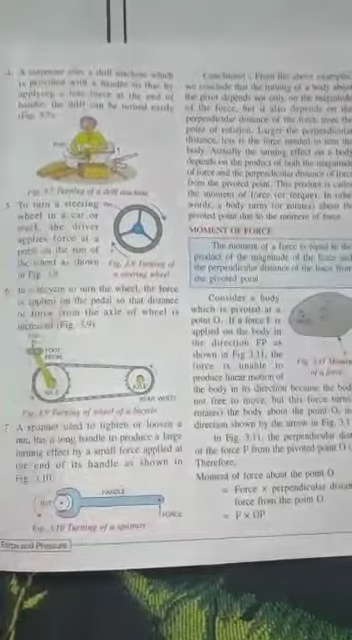 4. A carpenter uses a drill machine which
is provided with a handle so that by
applying a less force at the end of
handle, the drill can be turned easily
(Fig. 3.7).
Fig. 3.7 Turning of a drill machine
5. To turn a steering
wheel in a car or
truck, the driver
applies force at a
point on the rim of
the wheel as shown
in Fig. 3.8
Fig. 3.8 Turning of
a steering wheel
6. In a bicycle to turn the wheel, the force
is applied on the pedal so that distance
of force from the axle of wheel is
increased (Fig. 3.9).
FOOT
PEDAL
AXLE
AXLE
REAR WHEEL
Fig. 3.9 Turning of wheel of a bicycle
7. A spanner used to tighten or loosen a
nut, has a long handle to produce a large
turning effect by a small force applied at
the end of its handle as shown in
Fig. 3.10.
HANDLE
NUT
FORCE
Fig. 3.10 Turning of a spanner
Force and Pressure
Conclusion : From the above examples
we conclude that the turning of a body about
the pivot depends not only on the magnitude
of the force, but it also depends on the
perpendicular distance of the force from the
point of rotation. Larger the perpendicular
distance, less is the force needed to turn the
body. Actually the turning effect on a body
depends on the product of both the magnitude
of force and the perpendicular distance of force
from the pivoted point. This product is called
the moment of force (or torque). In other
words, a body turns (or rotates) about the
pivoted point due to the moment of force.
MOMENT OF FORCE
The moment of a force is equal to the
product of the magnitude of the force and
the perpendicular distance of the force from
the pivoted point.
Consider a body
which is pivoted at a
point O. If a force F is
applied on the body in
the direction FP as
shown in Fig 3.11, the
force is unable to
produce linear motion of
Fig. 3.11 Moment
of a force
the body in its direction because the body
not free to move, but this force turns
rotates) the body about the point O, in
direction shown by the arrow in Fig. 3.11
In Fig. 3.11, the perpendicular
of the force F from the pivoted point O
Therefore,
Moment of force about the point O
= Force × perpendicular
force from the point O
= F × OP